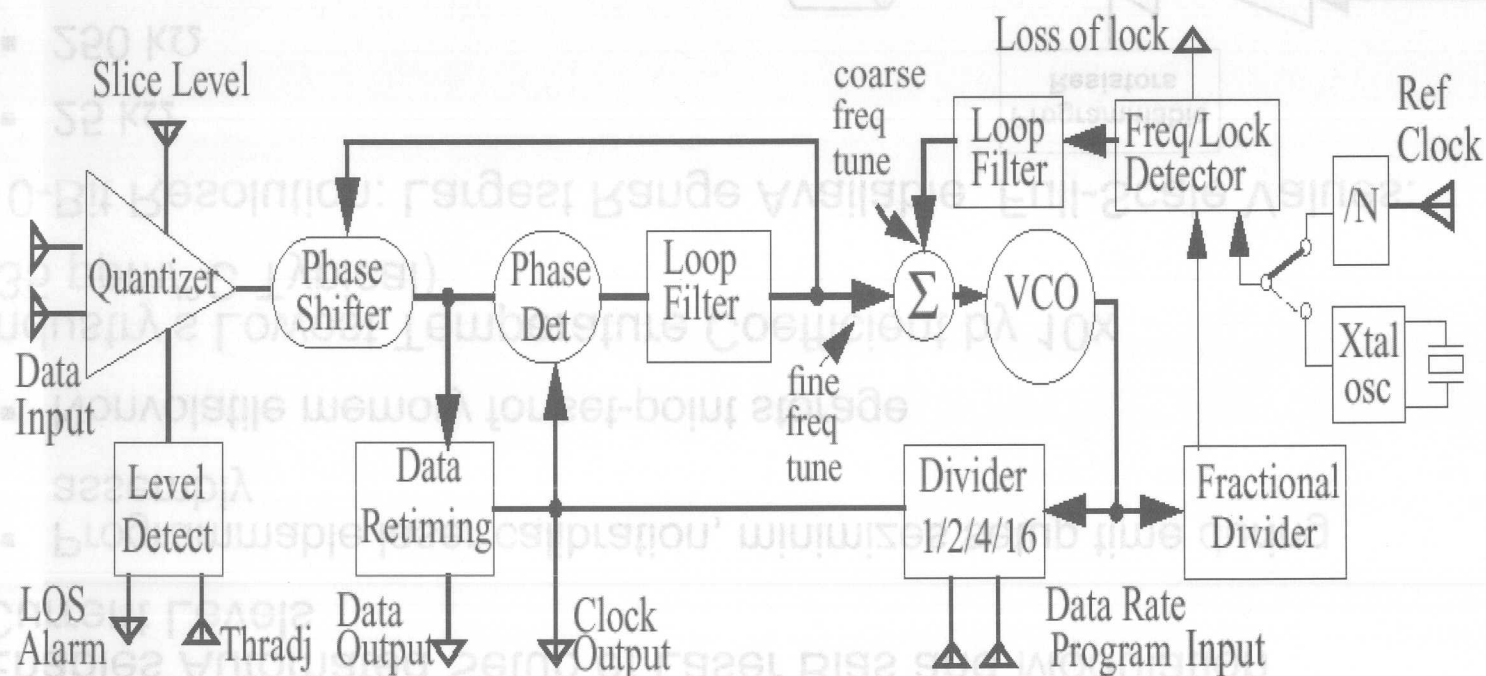 Slice Level
Quantizer
Data
Input
Level
Detect
LOS
Alarm
Thradj
Phase
Shifter
Data
Retiming
Data
Output
Phase
Det
Clock
Output
Loop
Filter
coarse
freq
tune
fine
freq
tune
Σ
VCO
Loop
Filter
Loss of lock
Freq/Lock
Detector
Ref
Clock
/N
Xtal
osc
Divider
1/2/4/16
Fractional
Divider
Data Rate
Program Input